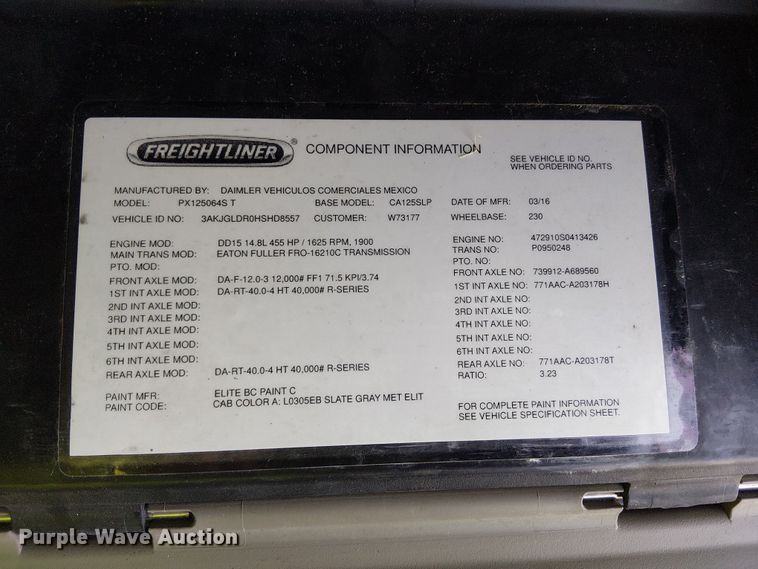 FREIGHTLINER ® COMPONENT INFORMATION
SEE VEHICLE ID NO.
WHEN ORDERING PARTS
MANUFACTURED BY: DAIMLER VEHICULOS COMERCIALES MEXICO
MODEL: PX125064S T BASE MODEL: CA125SLP DATE OF MFR: 03/16
VEHICLE ID NO: 3AKJGLDR0HSHD8557 CUSTOMER: W73177 WHEELBASE: 230
ENGINE MOD: DD15 14.8L 455 HP / 1625 RPM, 1900 ENGINE NO: 472910S0413426
MAIN TRANS MOD: EATON FULLER FRO-16210C TRANSMISSION TRANS NO: P0950248
PTO. MOD: PTO. NO:
FRONT AXLE MOD: DA-F-12.0-3 12,000# FF1 71.5 KPI/3.74 FRONT AXLE NO: 739912-A689560
1ST INT AXLE MOD: DA-RT-40.0-4 HT 40,000# R-SERIES 1ST INT AXLE NO: 771AAC-A203178H
2ND INT AXLE MOD: 2ND INT AXLE NO:
3RD INT AXLE MOD: 3RD INT AXLE NO:
4TH INT AXLE MOD: 4TH INT AXLE NO:
5TH INT AXLE MOD: 5TH INT AXLE NO:
6TH INT AXLE MOD: 6TH INT AXLE NO:
REAR AXLE MOD: DA-RT-40.0-4 HT 40,000# R-SERIES REAR AXLE NO: 771AAC-A203178T
RATIO: 3.23
PAINT MFR: ELITE BC PAINT C
PAINT CODE: CAB COLOR A: L0305EB SLATE GRAY MET ELIT
FOR COMPLETE PAINT INFORMATION
SEE VEHICLE SPECIFICATION SHEET.
Purple Wave Auction